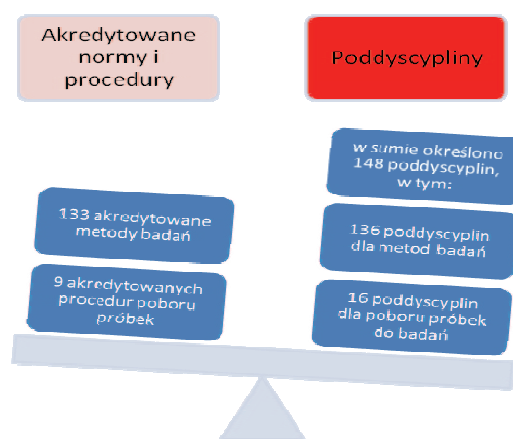 Akredytowane
normy i
procedury
Poddyscypliny
133 akredytowane
metody badań
9 akredytowanych
procedur poboru
próbek
w sumie określono
148 poddyscyplin,
w tym:
136 poddyscyplin
dla metod badań
16 poddyscyplin
dla poboru próbek
do badań